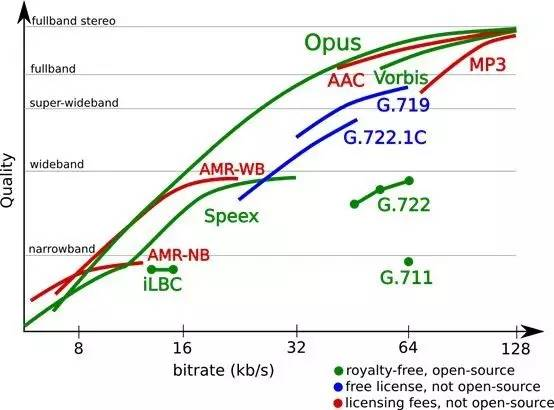 fullband stereo
Opus
fullband
AAC
Vorbis
MP3
super-wideband
G.719
G.722.1C
Quality
wideband
AMR-WB
Speex
G.722
narrowband
AMR-NB
iLBC
G.711
8 16 32 64 128
bitrate (kb/s)
royalty-free, open-source
free license, not open-source
licensing fees, not open-source